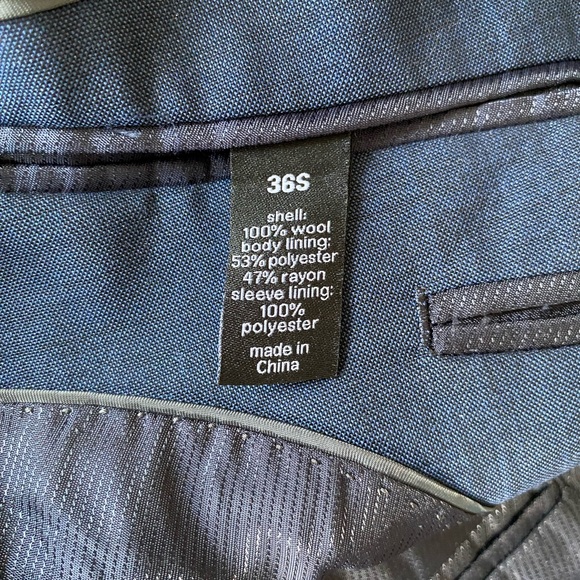 36S
shell:
100% wool
body lining:
53% polyester
47% rayon
sleeve lining:
100%
polyester
made in
China